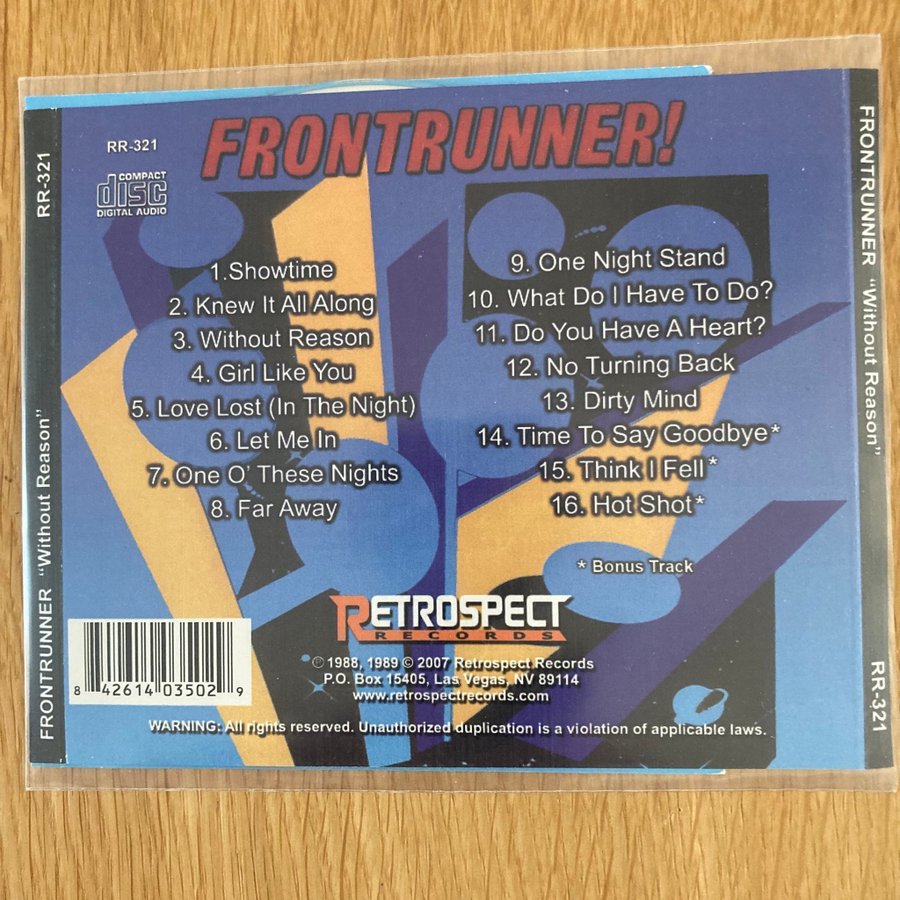 FRONTRUNNER!
RR-321
COMPACT
disc
DIGITAL AUDIO
1.Showtime
2. Knew It All Along
3. Without Reason
4. Girl Like You
5. Love Lost (In The Night)
6. Let Me In
7. One O' These Nights
8. Far Away
9. One Night Stand
10. What Do I Have To Do?
11. Do You Have A Heart?
12. No Turning Back
13. Dirty Mind
14. Time To Say Goodbye*
15. Think I Fell*
16. Hot Shot*
* Bonus Track
RETROSPECT
RECORDS
℗ 1988, 1989 © 2007 Retrospect Records
P.O. Box 15405, Las Vegas, NV 89114
www.retrospectrecords.com
8 42614 03502 9
WARNING: All rights reserved. Unauthorized duplication is a violation of applicable laws.
FRONTRUNNER "Without Reason" RR-321
FRONTRUNNER "Without Reason" RR-321